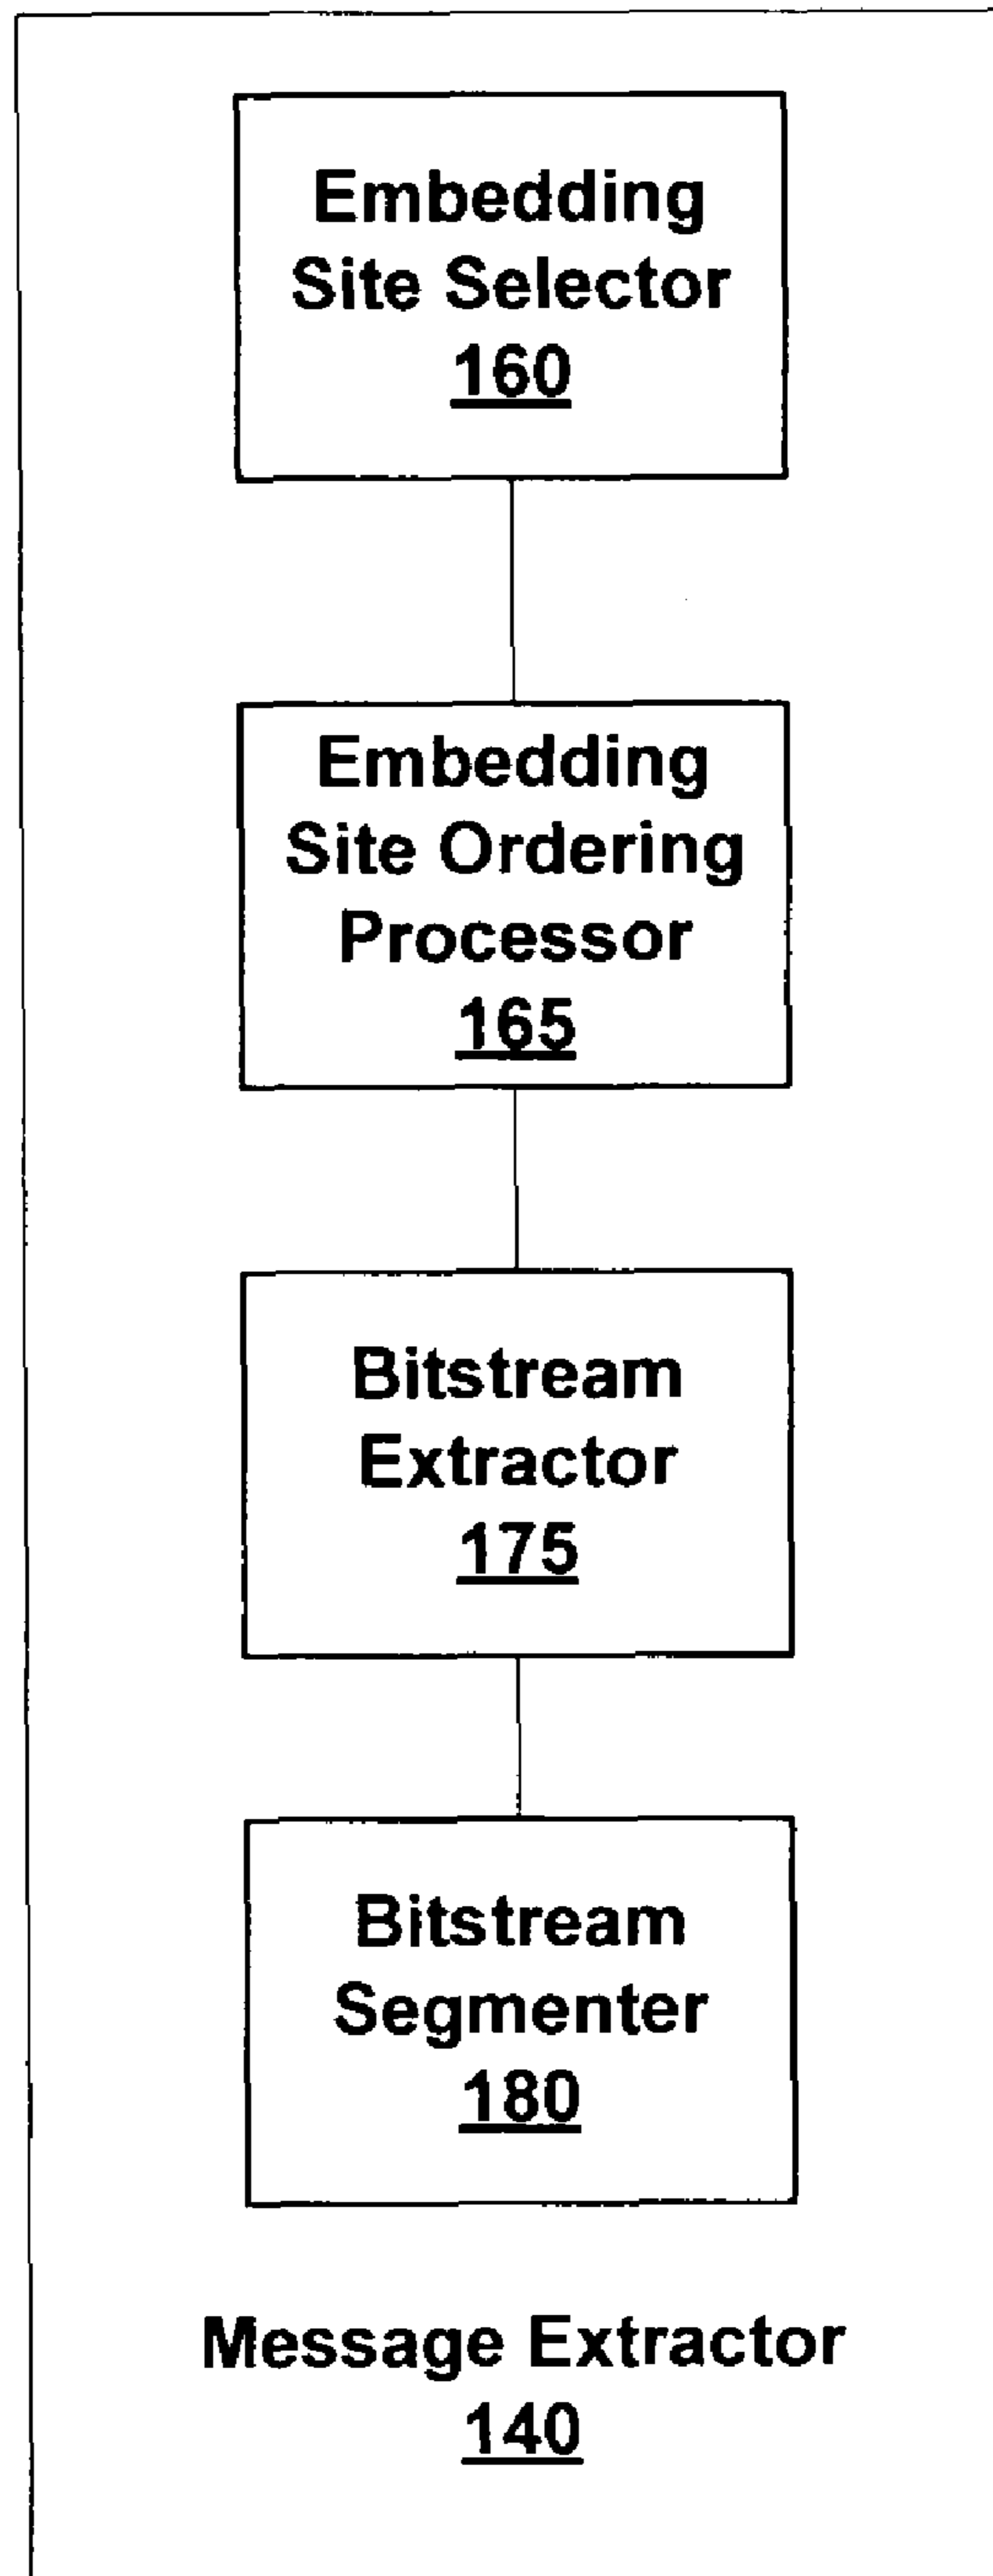 Embedding
Site Selector
160
Embedding
Site Ordering
Processor
165
Bitstream
Extractor
175
Bitstream
Segmenter
180
Message Extractor
140